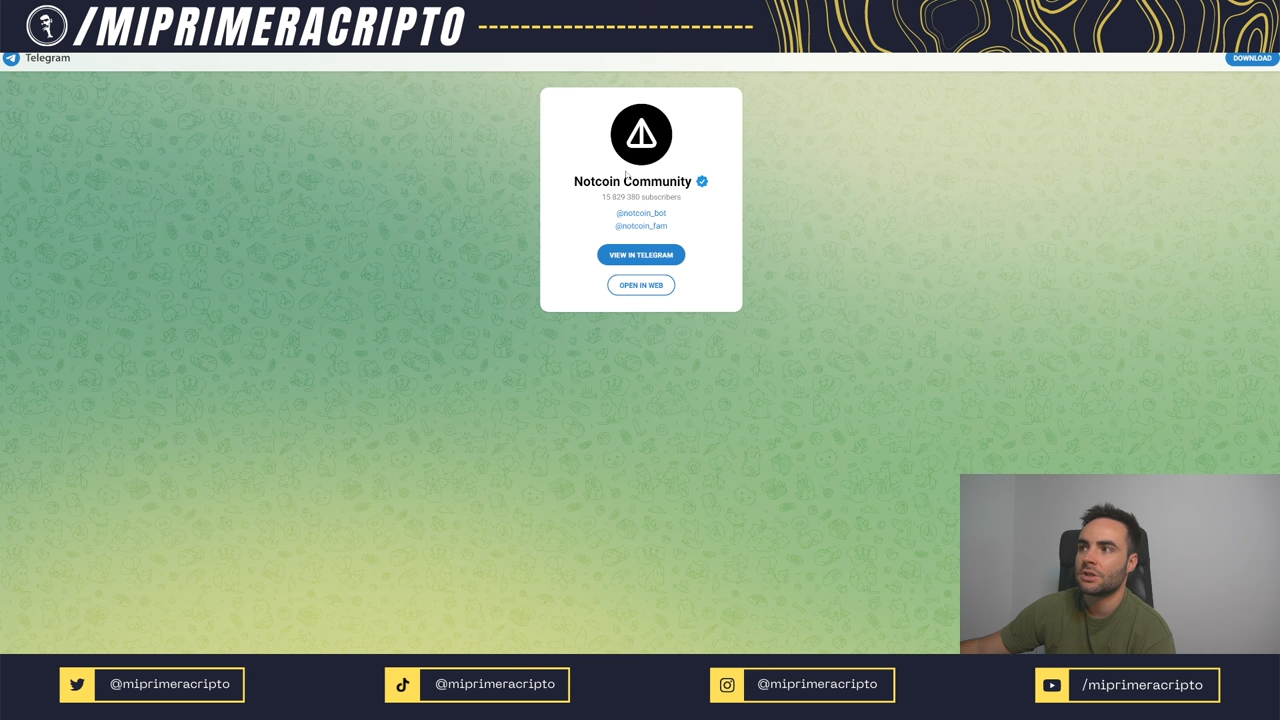 /MIPRIMERACRIPTO
Telegram
DOWNLOAD
Notcoin Community
15 829 380 subscribers
@notcoin_bot
@notcoin_fam
VIEW IN TELEGRAM
OPEN IN WEB
@miprimeracripto
@miprimeracripto
@miprimeracripto
/miprimeracripto